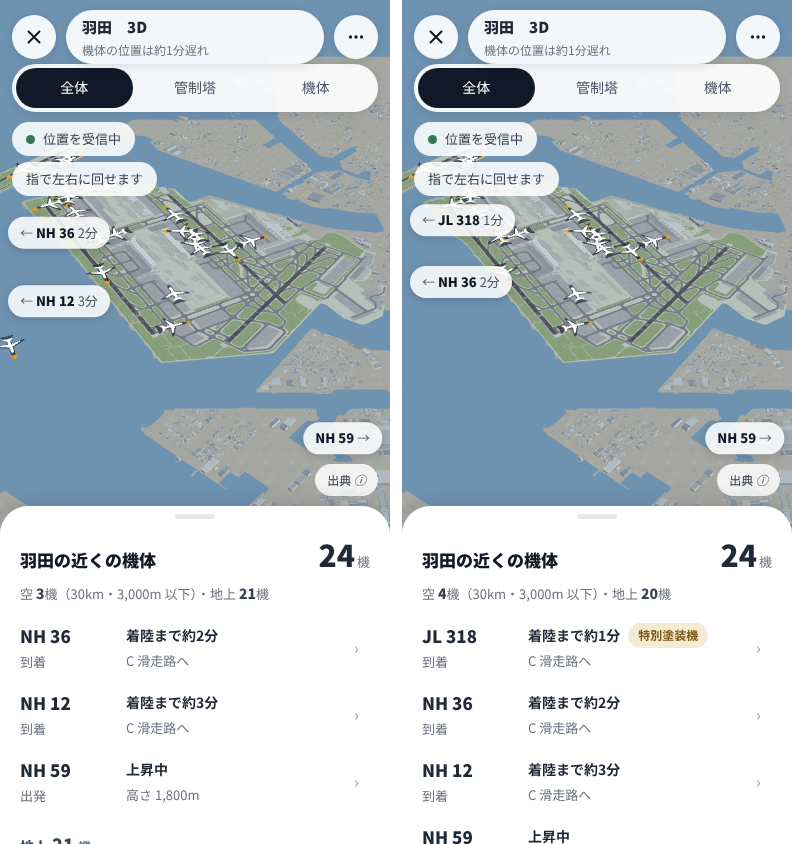 羽田 3D
機体の位置は約1分遅れ
全体 管制塔 機体
位置を受信中
指で左右に回せます
← NH 36 2分
← NH 12 3分
NH 59 →
出典 ⓘ
羽田の近くの機体 24機
空 3機（30km・3,000m 以下）・地上 21機
NH 36 着陸まで約2分
到着 C 滑走路へ
NH 12 着陸まで約3分
到着 C 滑走路へ
NH 59 上昇中
出発 高さ 1,800m
羽田 3D
機体の位置は約1分遅れ
全体 管制塔 機体
位置を受信中
指で左右に回せます
← JL 318 1分
← NH 36 2分
NH 59 →
出典 ⓘ
羽田の近くの機体 24機
空 4機（30km・3,000m 以下）・地上 20機
JL 318 着陸まで約1分 特別塗装機
到着 C 滑走路へ
NH 36 着陸まで約2分
到着 C 滑走路へ
NH 12 着陸まで約3分
到着 C 滑走路へ
NH 59 上昇中